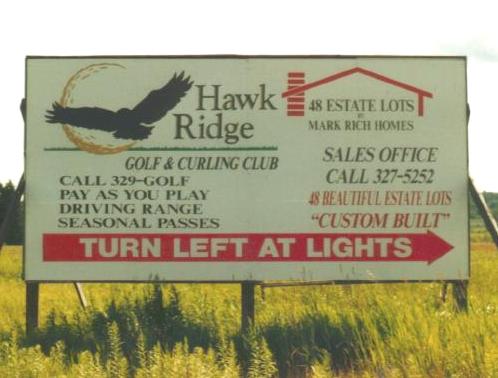 Hawk
Ridge
GOLF & CURLING CLUB
CALL 329-GOLF
PAY AS YOU PLAY
DRIVING RANGE
SEASONAL PASSES
48 ESTATE LOTS
BY
MARK RICH HOMES
SALES OFFICE
CALL 327-5252
48 BEAUTIFUL ESTATE LOTS
"CUSTOM BUILT"
TURN LEFT AT LIGHTS